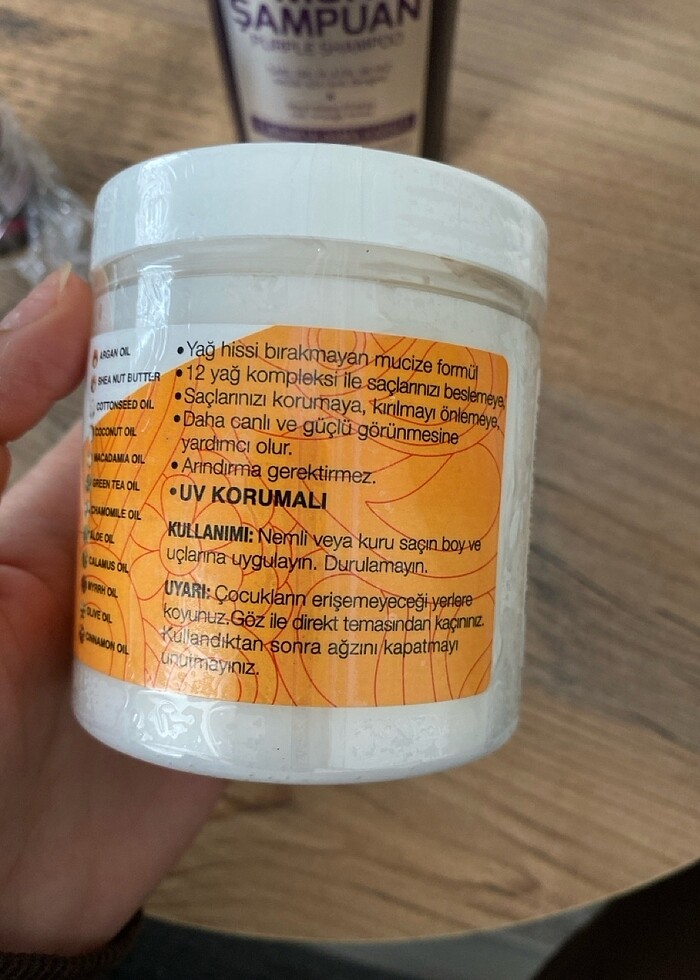 ŞAMPUAN
PURPLE SHAMPOO
ARGAN OIL
SHEA NUT BUTTER
COTTONSEED OIL
COCONUT OIL
MACADAMIA OIL
GREEN TEA OIL
CHAMOMILE OIL
ALOE OIL
CALAMUS OIL
MYRRH OIL
OLIVE OIL
CINNAMON OIL
•Yağ hissi bırakmayan mucize formül
•12 yağ kompleksi ile saçlarınızı beslemeye,
•Saçlarınızı korumaya, kırılmayı önlemeye,
•Daha canlı ve güçlü görünmesine
yardımcı olur.
•Arındırma gerektirmez.
•UV KORUMALI
KULLANIMI: Nemli veya kuru saçın boy ve
uçlarına uygulayın. Durulamayın.
UYARI: Çocukların erişemeyeceği yerlere
koyunuz.Göz ile direkt temasından kaçınınız.
Kullandıktan sonra ağzını kapatmayı
unutmayınız.